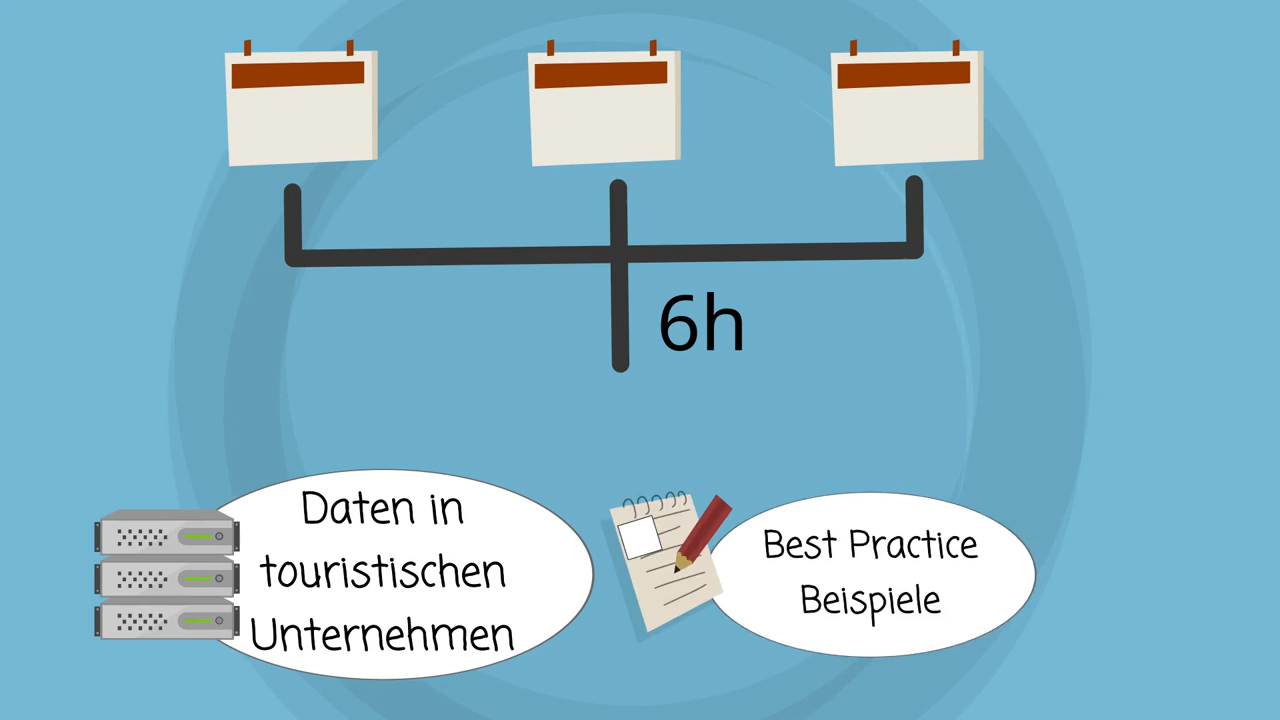 6h
Daten in
touristischen
Unternehmen
Best Practice
Beispiele